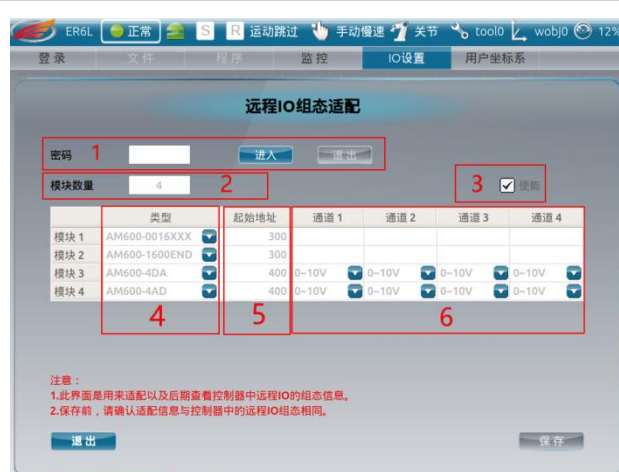 ER6L 正常 S R 运动跳过 手动慢速 关节 tool0 wobj0 12%
登录 文件 程序 监控 IO设置 用户坐标系
远程IO组态适配
密码 1 进入 退出
模块数量 4 2 3 使能
类型 起始地址 通道 1 通道 2 通道 3 通道 4
模块 1 AM600-0016XXX 300
模块 2 AM600-1600END 300
模块 3 AM600-4DA 400 0~10V 0~10V 0~10V 0~10V
模块 4 AM600-4AD 400 0~10V 0~10V 0~10V 0~10V
4 5 6
注意：
1.此界面是用来适配以及后期查看控制器中远程IO的组态信息。
2.保存前，请确认适配信息与控制器中的远程IO组态相同。
退出 保存